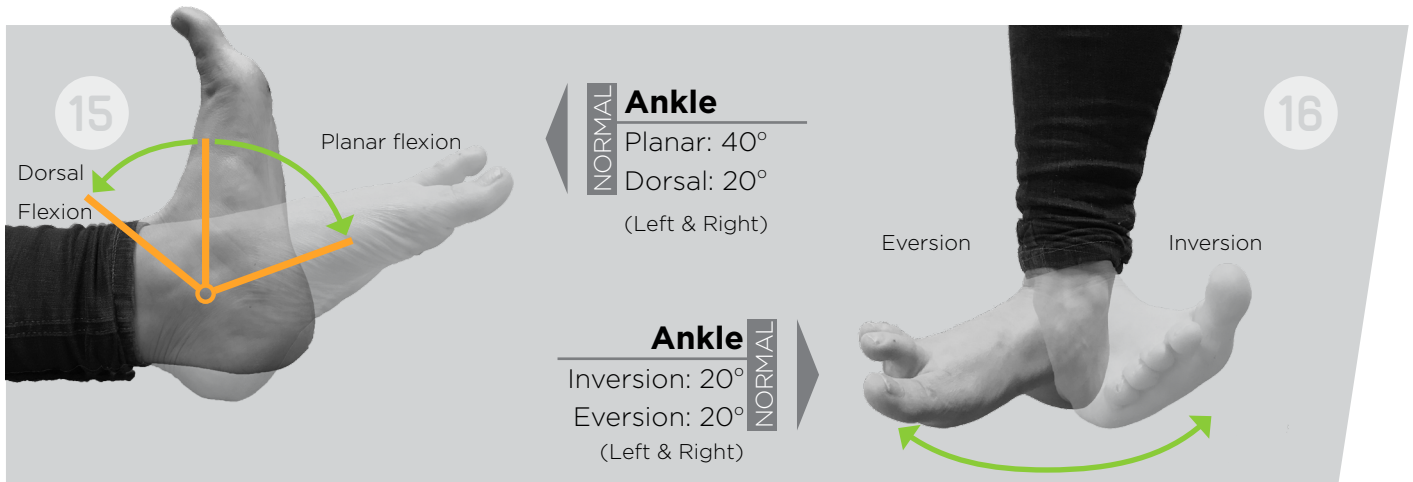 15
Dorsal
Flexion
Planar flexion
NORMAL
Ankle
Planar: 40°
Dorsal: 20°
(Left & Right)
Ankle
Inversion: 20°
Eversion: 20°
(Left & Right)
NORMAL
16
Eversion
Inversion